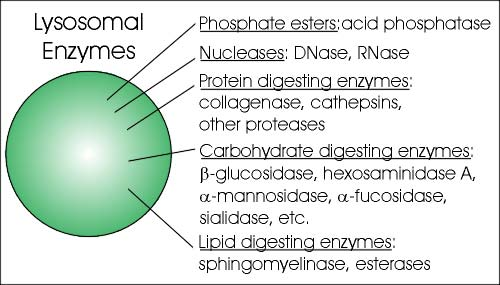 Lysosomal
Enzymes
Phosphate esters:acid phosphatase
Nucleases: DNase, RNase
Protein digesting enzymes:
collagenase, cathepsins,
other proteases
Carbohydrate digesting enzymes:
β-glucosidase, hexosaminidase A,
α-mannosidase, α-fucosidase,
sialidase, etc.
Lipid digesting enzymes:
sphingomyelinase, esterases